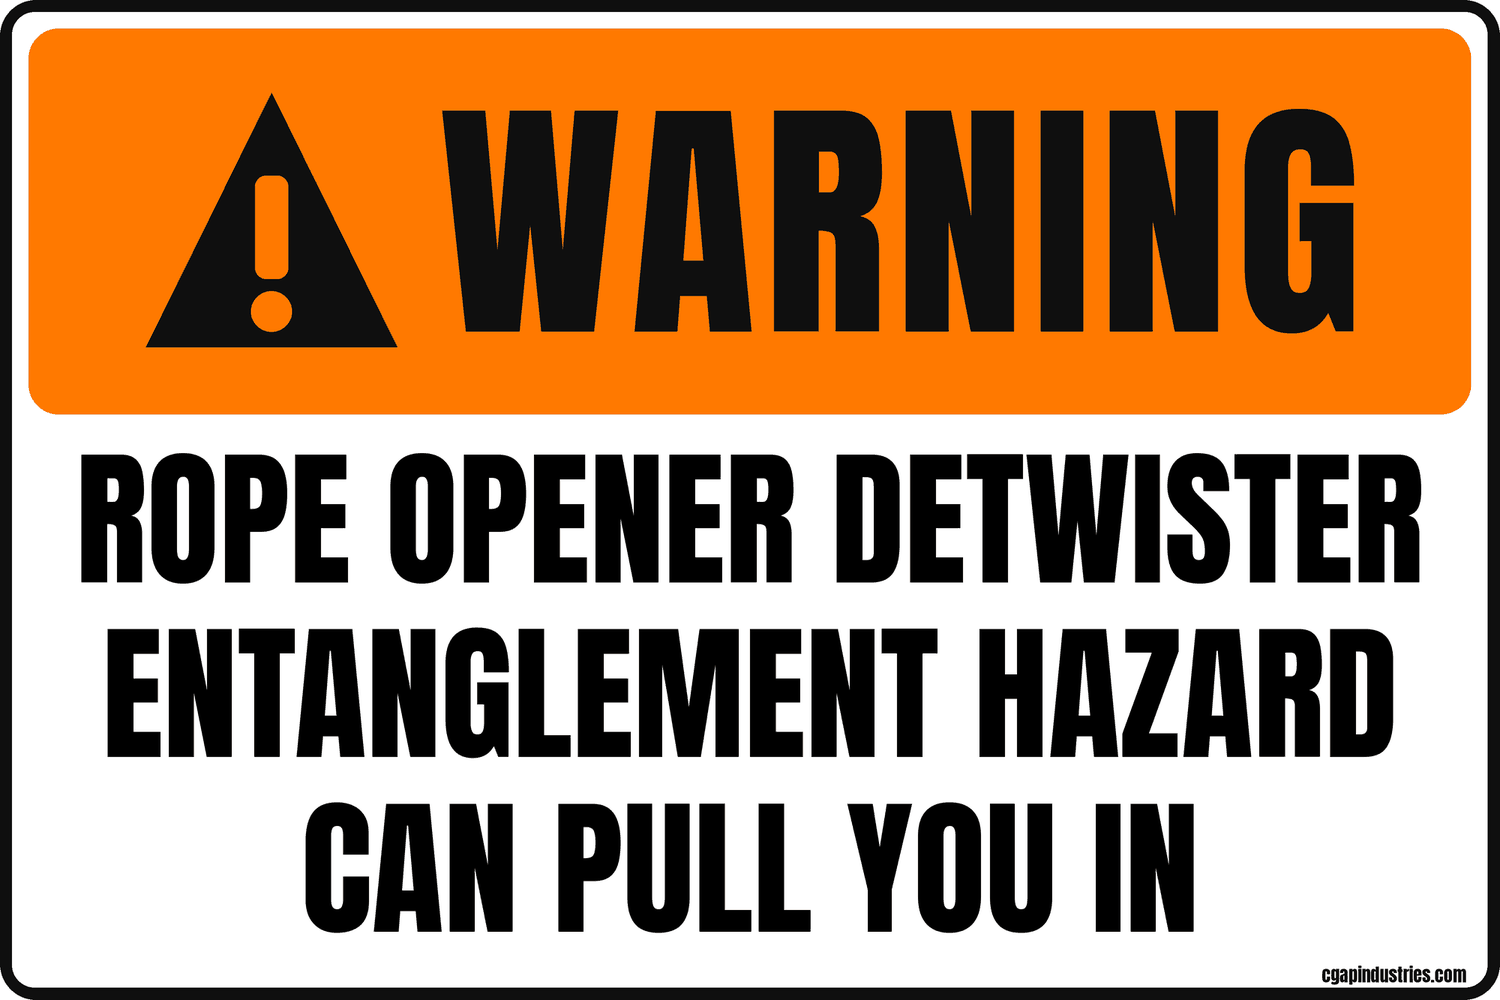 WARNING
ROPE OPENER DETWISTER
ENTANGLEMENT HAZARD
CAN PULL YOU IN
cgapindustries.com